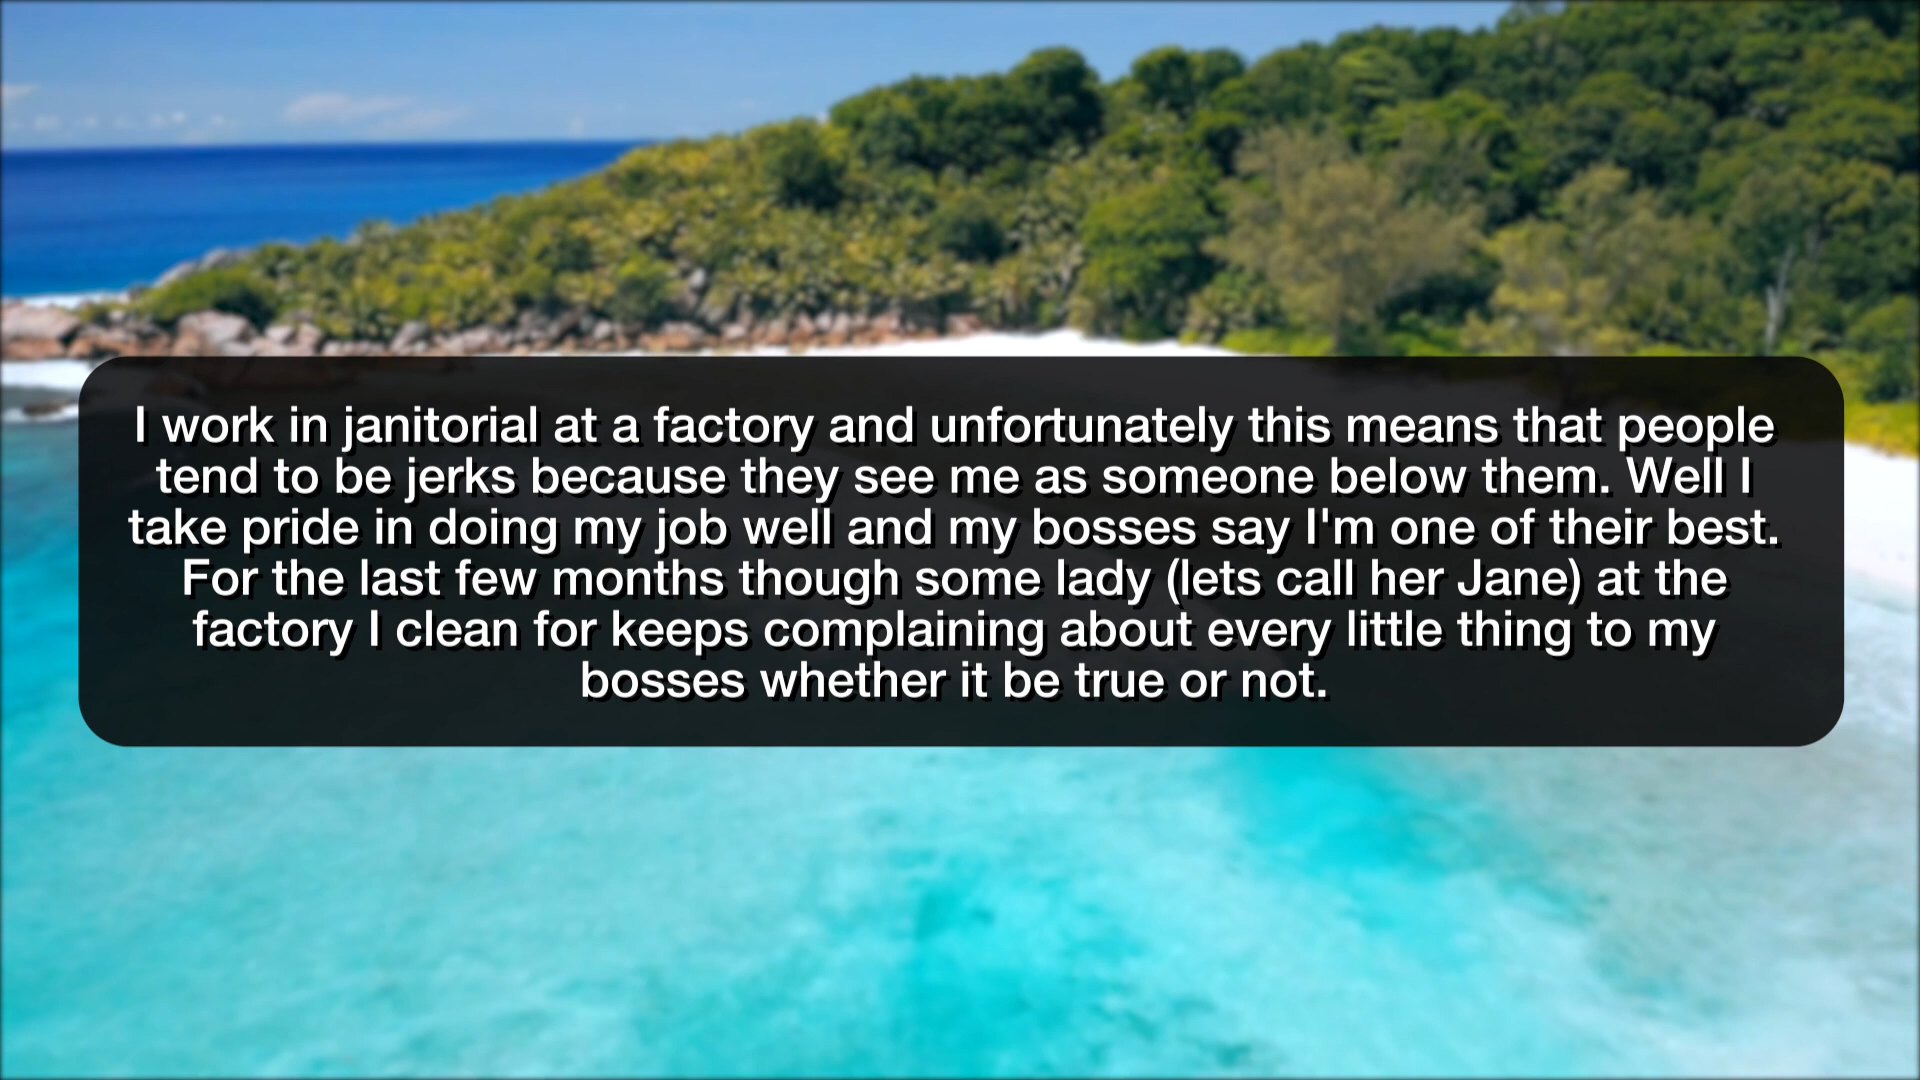 I work in janitorial at a factory and unfortunately this means that people
tend to be jerks because they see me as someone below them. Well I
take pride in doing my job well and my bosses say I'm one of their best.
For the last few months though some lady (lets call her Jane) at the
factory I clean for keeps complaining about every little thing to my
bosses whether it be true or not.